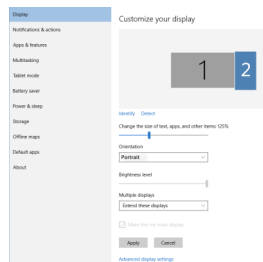 Display
Notifications & actions
Apps & features
Multitasking
Tablet mode
Battery saver
Power & sleep
Storage
Offline maps
Default apps
About
Customize your display
1
2
Identify Detect
Change the size of text, apps, and other items: 125%
Orientation
Portrait
Brightness level
Multiple displays
Extend these displays
Make this my main display
Apply Cancel
Advanced display settings